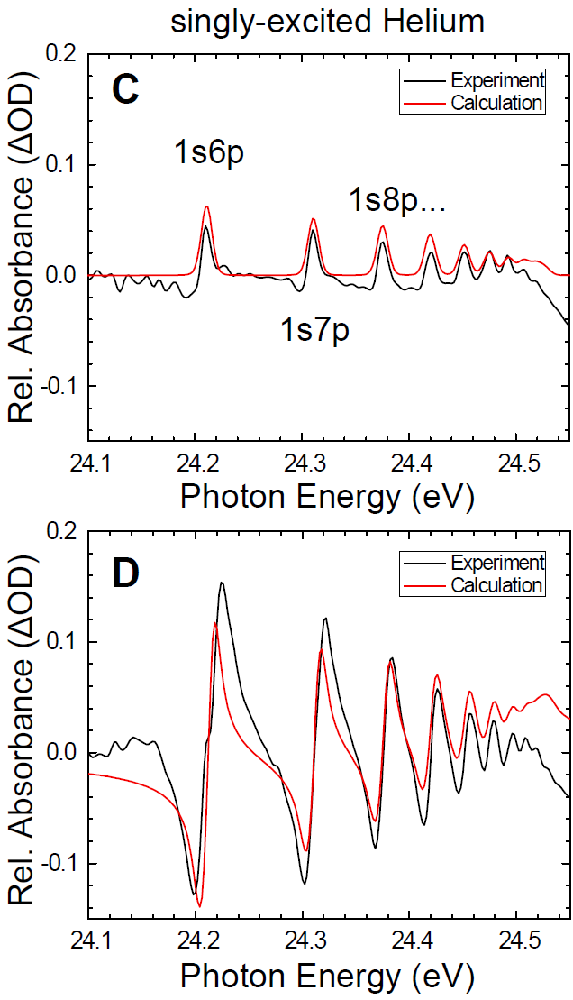 singly-excited Helium
0.2
C
Experiment
Calculation
1s6p
0.1
1s8p...
Rel. Absorbance (ΔOD)
0.0
1s7p
-0.1
24.1 24.2 24.3 24.4 24.5
Photon Energy (eV)
0.2
D
Experiment
Calculation
0.1
Rel. Absorbance (ΔOD)
0.0
-0.1
24.1 24.2 24.3 24.4 24.5
Photon Energy (eV)